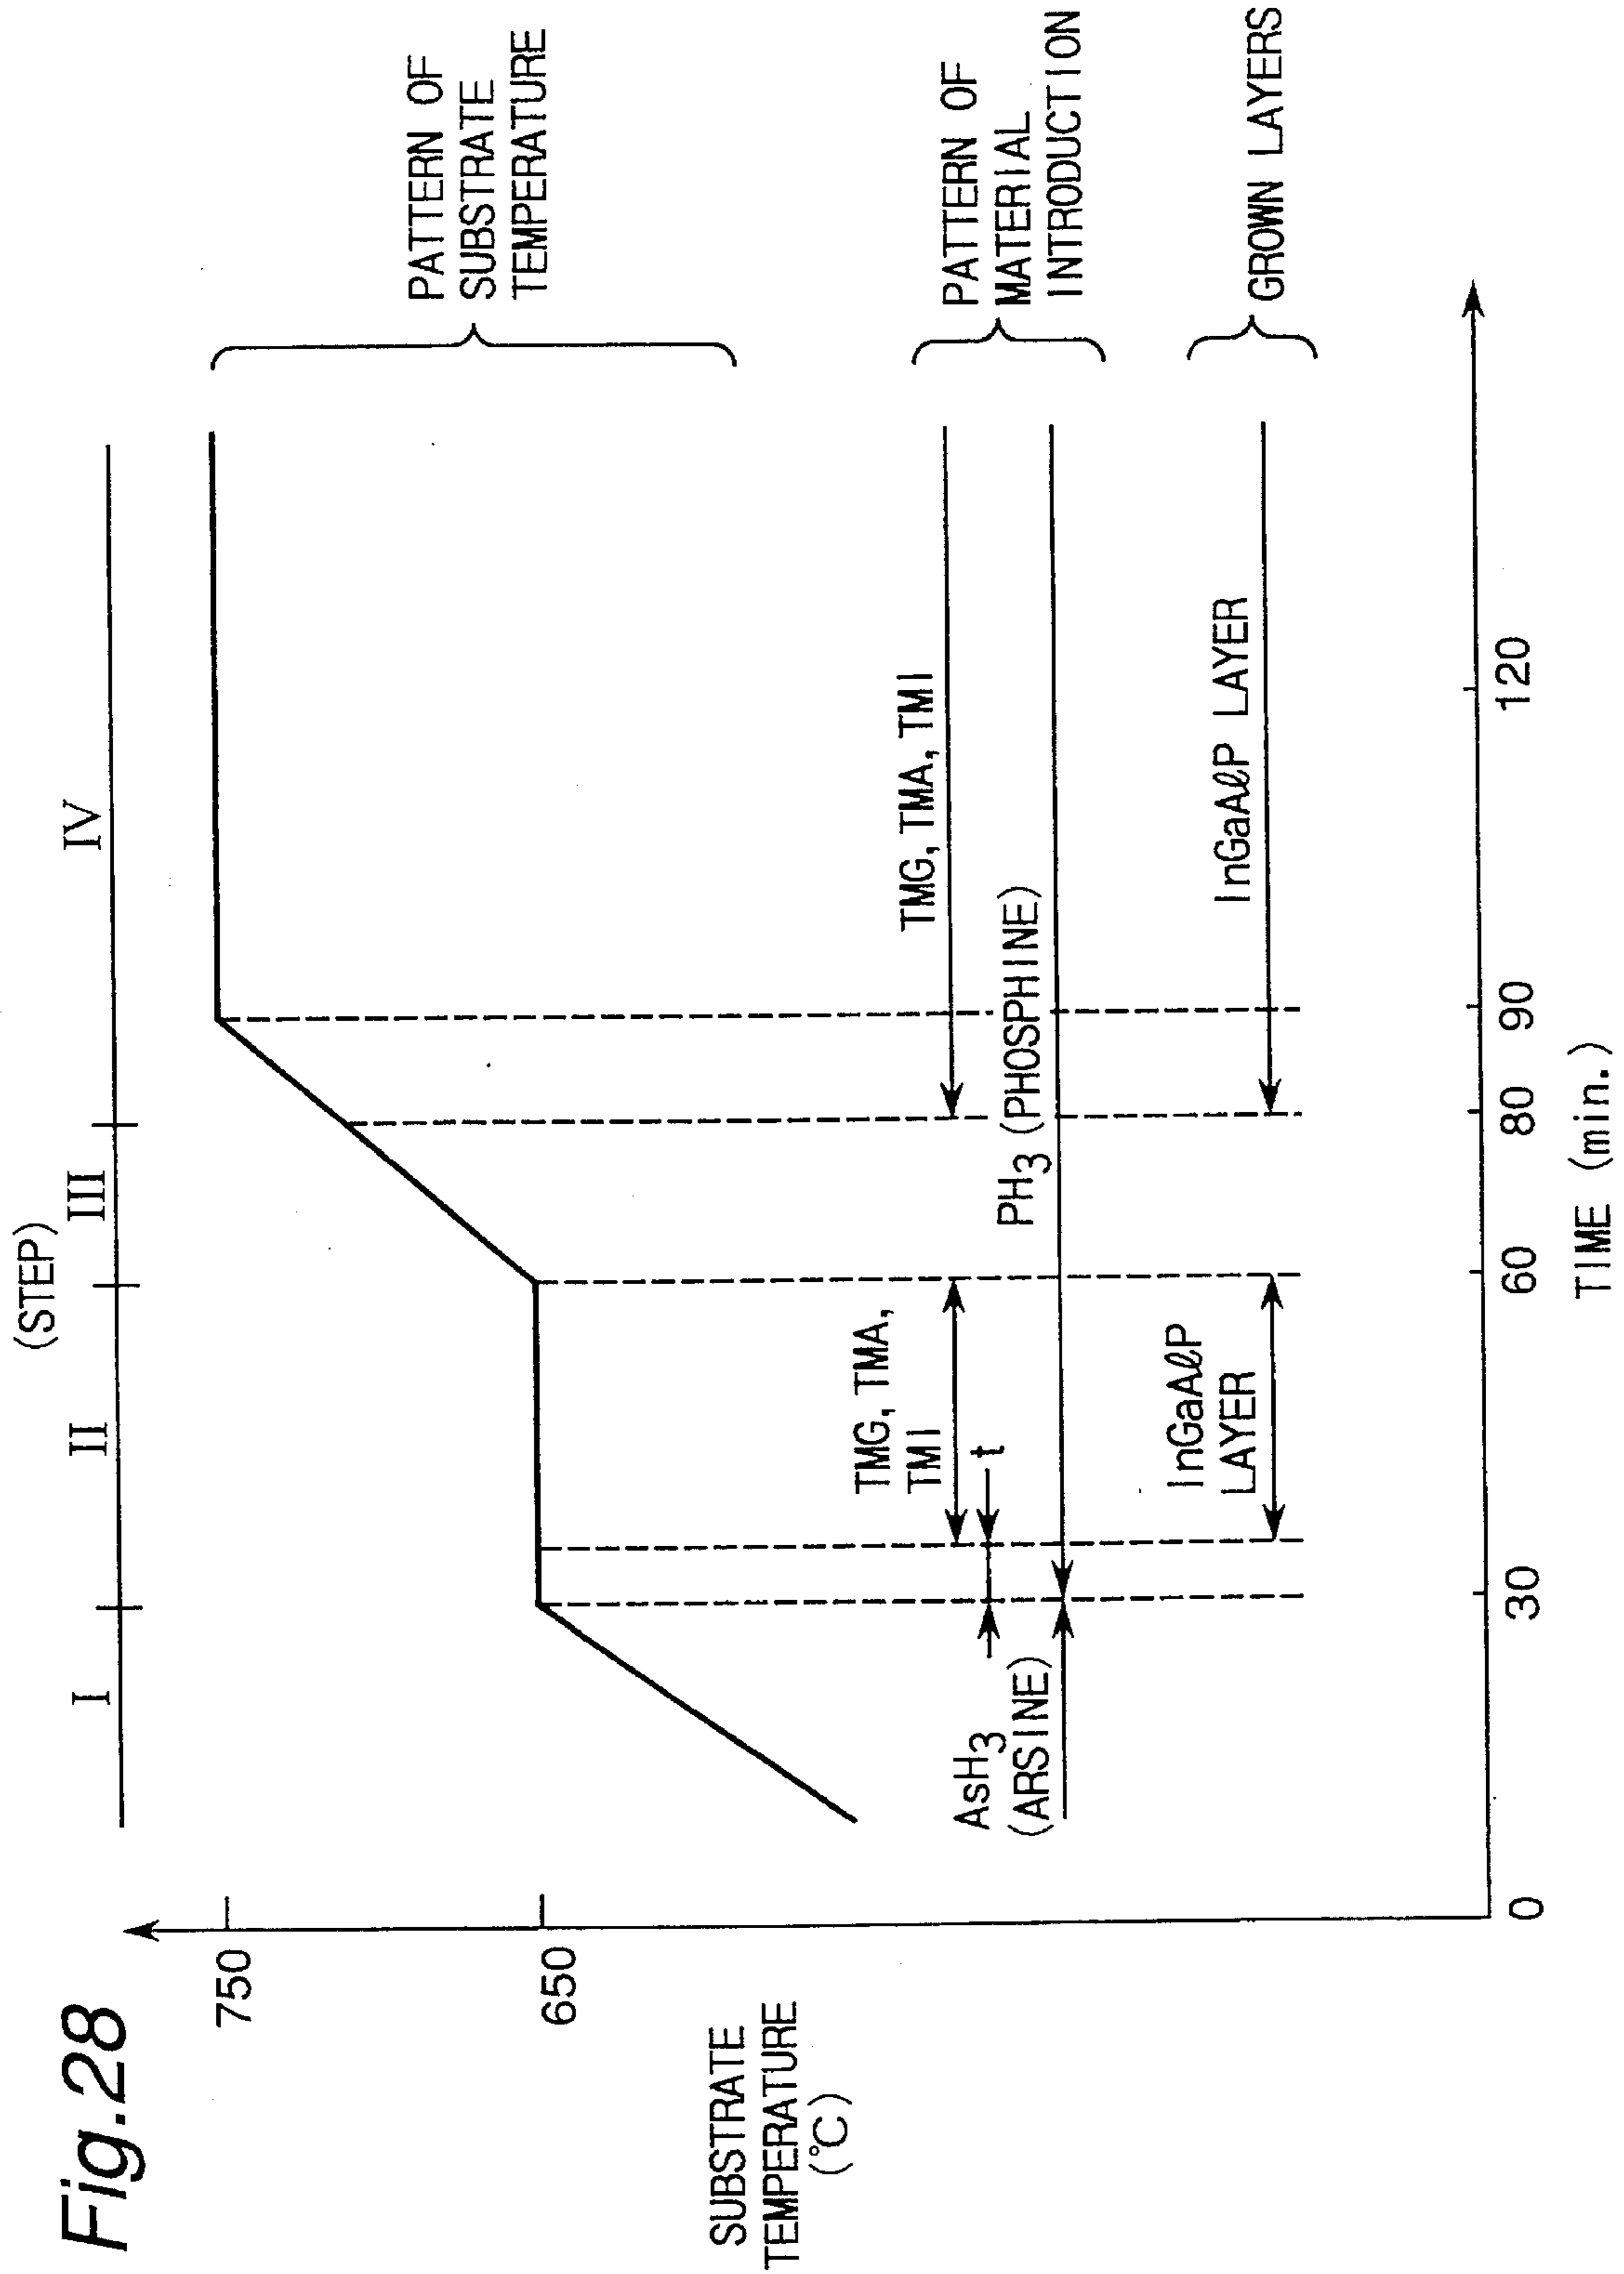 Fig.28
(STEP)
I
II
III
IV
750
650
SUBSTRATE
TEMPERATURE
(°C)
PATTERN OF
SUBSTRATE
TEMPERATURE
TMG, TMA,
TMI
t
TMG, TMA, TMI
AsH3
(ARSINE)
PH3 (PHOSPHINE)
PATTERN OF
MATERIAL
INTRODUCTION
InGaAℓP
LAYER
InGaAℓP LAYER
GROWN LAYERS
0
30
60
80
90
120
TIME (min.)